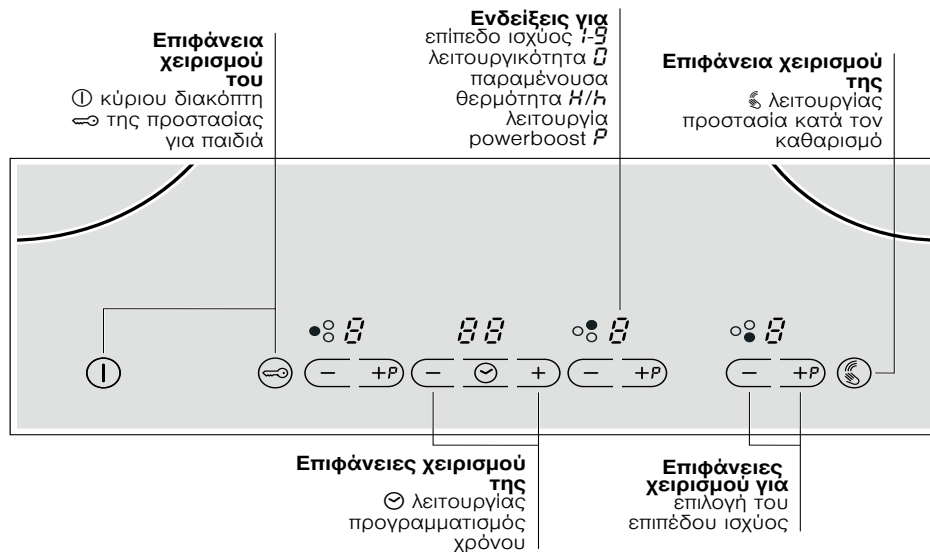 Επιφάνεια
χειρισμού
του
κύριου διακόπτη
της προστασίας
για παιδιά
Ενδείξεις για
επίπεδο ισχύος 1-9
λειτουργικότητα 0
παραμένουσα
θερμότητα H/h
λειτουργία
powerboost P
Επιφάνεια χειρισμού
της
λειτουργίας
προστασία κατά τον
καθαρισμό
8 88 8 8
− +P − + − +P − +P
Επιφάνειες χειρισμού
της
λειτουργίας
προγραμματισμός
χρόνου
Επιφάνειες
χειρισμού για
επιλογή του
επιπέδου ισχύος